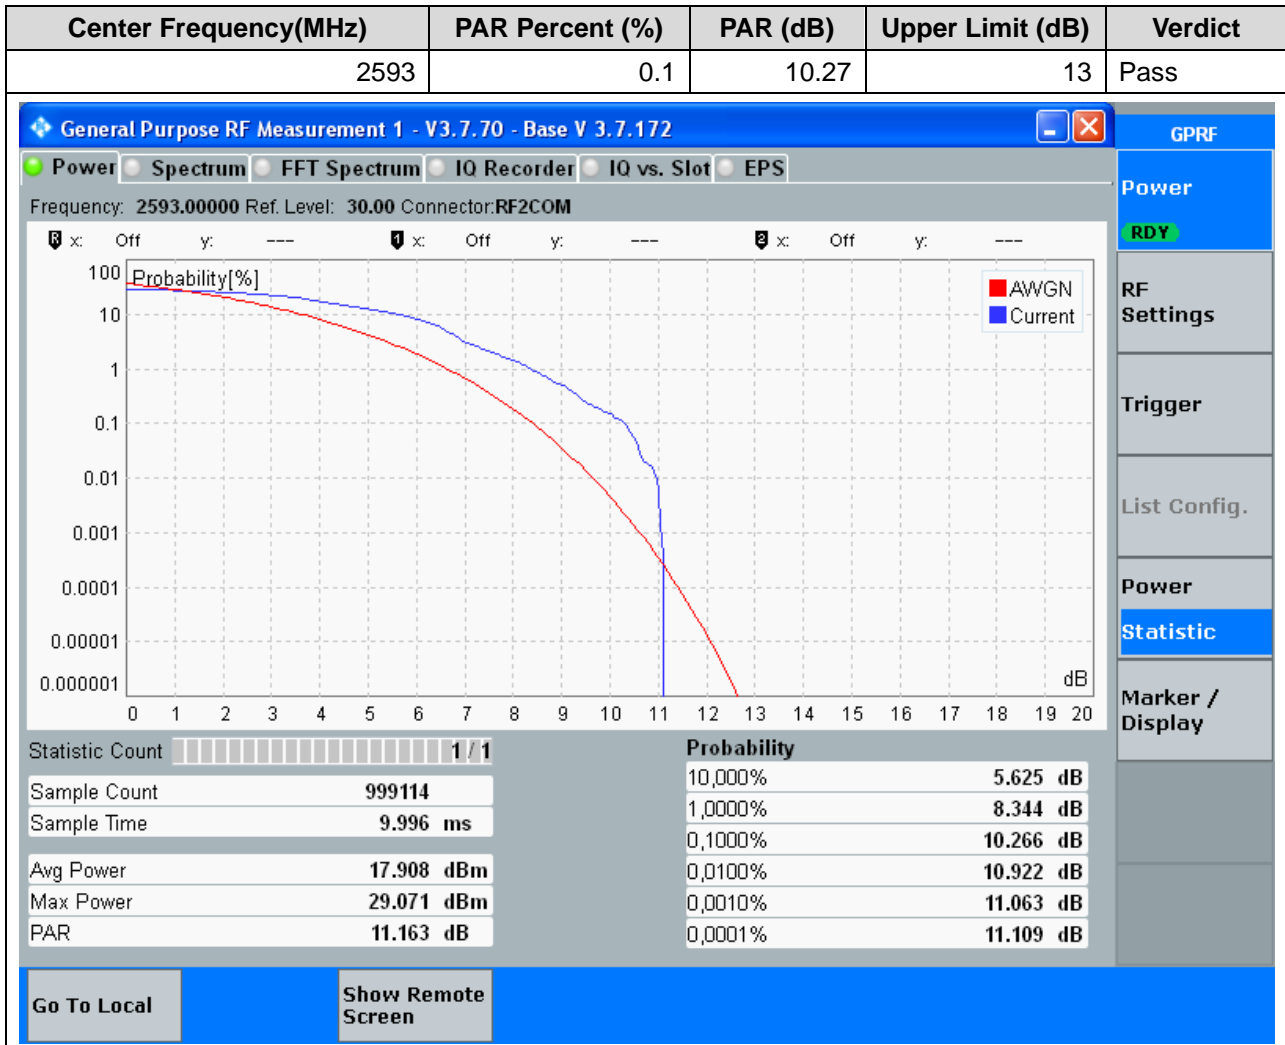 Center Frequency(MHz) PAR Percent (%) PAR (dB) Upper Limit (dB) Verdict
2593 0.1 10.27 13 Pass
General Purpose RF Measurement 1 - V3.7.70 - Base V 3.7.172
GPRF
Power Spectrum FFT Spectrum IQ Recorder IQ vs. Slot EPS
Frequency: 2593.00000 Ref. Level: 30.00 Connector:RF2COM
R x: Off y: --- 1 x: Off y: --- 2 x: Off y: ---
Probability[%]
AWGN
Current
100
10
1
0.1
0.01
0.001
0.0001
0.00001
0.000001
dB
0 1 2 3 4 5 6 7 8 9 10 11 12 13 14 15 16 17 18 19 20
Statistic Count 1 / 1
Sample Count 999114
Sample Time 9.996 ms
Avg Power 17.908 dBm
Max Power 29.071 dBm
PAR 11.163 dB
Probability
10,000% 5.625 dB
1,0000% 8.344 dB
0,1000% 10.266 dB
0,0100% 10.922 dB
0,0010% 11.063 dB
0,0001% 11.109 dB
Power
RDY
RF
Settings
Trigger
List Config.
Power
Statistic
Marker /
Display
Go To Local
Show Remote
Screen